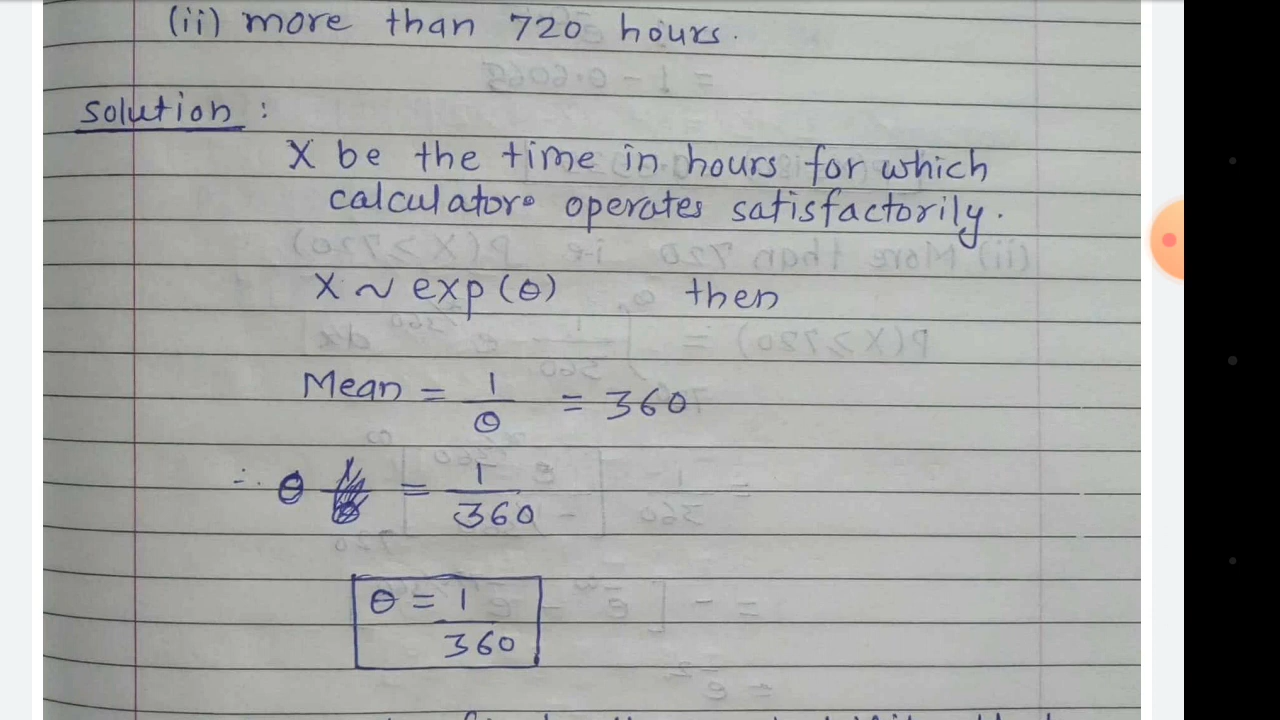 (ii) more than 720 hours.
Solution :
X be the time in hours for which
calculator operates satisfactorily.
X ~ exp (θ) then
Mean = 1/θ = 360
∴ θ = 1/360
θ = 1/360